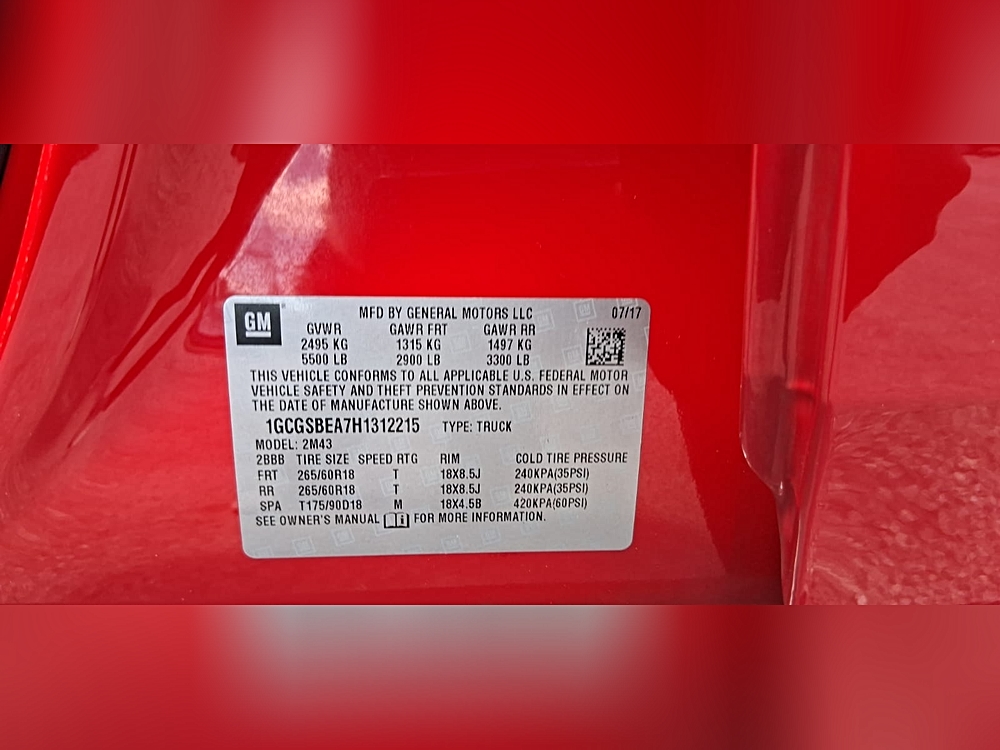 GM MFD BY GENERAL MOTORS LLC 07/17
GVWR GAWR FRT GAWR RR
2495 KG 1315 KG 1497 KG
5500 LB 2900 LB 3300 LB
THIS VEHICLE CONFORMS TO ALL APPLICABLE U.S. FEDERAL MOTOR
VEHICLE SAFETY AND THEFT PREVENTION STANDARDS IN EFFECT ON
THE DATE OF MANUFACTURE SHOWN ABOVE.
1GCGSBEA7H1312215 TYPE: TRUCK
MODEL: 2M43
2BBB TIRE SIZE SPEED RTG RIM COLD TIRE PRESSURE
FRT 265/60R18 T 18X8.5J 240KPA(35PSI)
RR 265/60R18 T 18X8.5J 240KPA(35PSI)
SPA T175/90D18 M 18X4.5B 420KPA(60PSI)
SEE OWNER'S MANUAL FOR MORE INFORMATION.